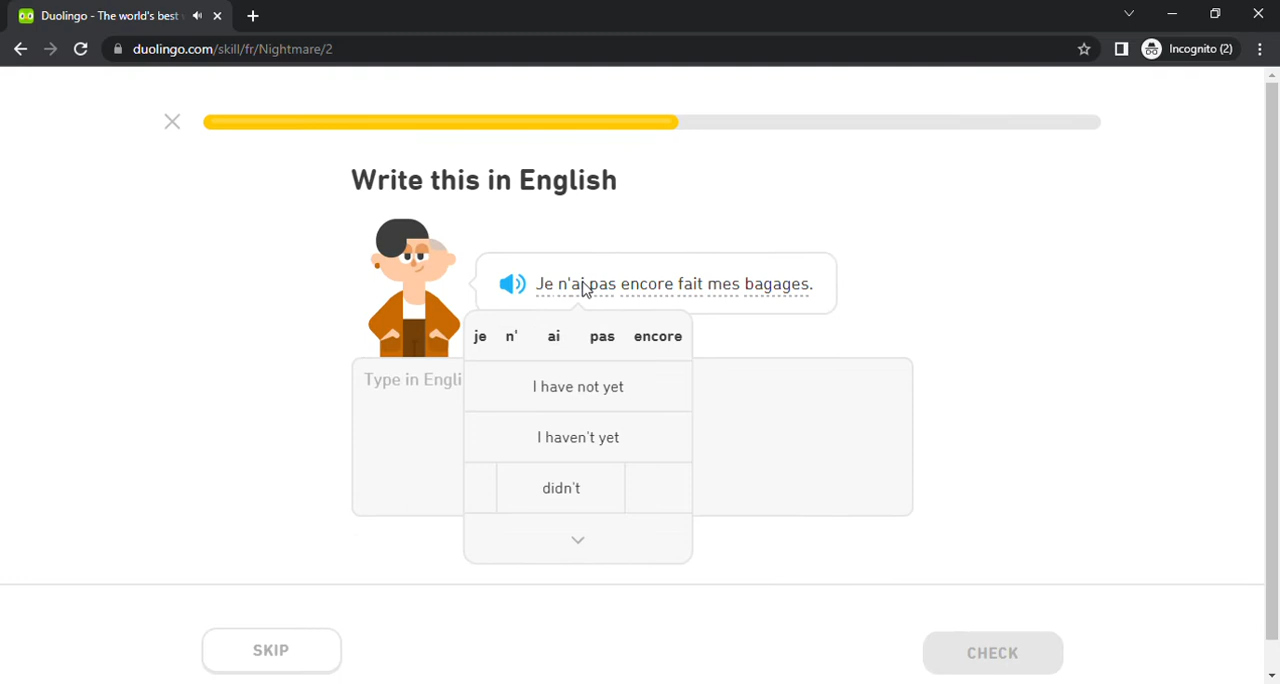 Duolingo - The world's best
duolingo.com/skill/fr/Nightmare/2
Incognito (2)
Write this in English
Je n'ai pas encore fait mes bagages.
je n' ai pas encore
Type in Engli
I have not yet
I haven't yet
didn't
SKIP
CHECK